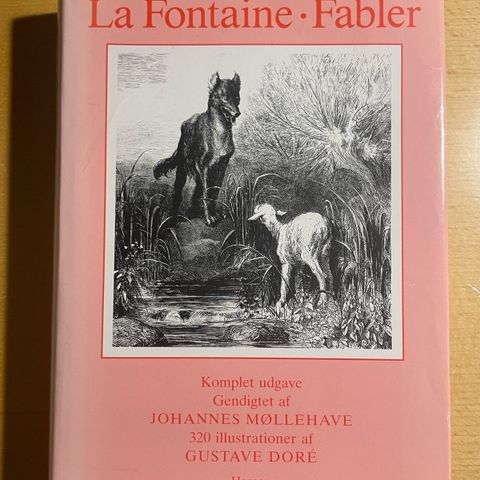 La Fontaine · Fabler
Komplet udgave
Gendigtet af
JOHANNES MØLLEHAVE
320 illustrationer af
GUSTAVE DORÉ